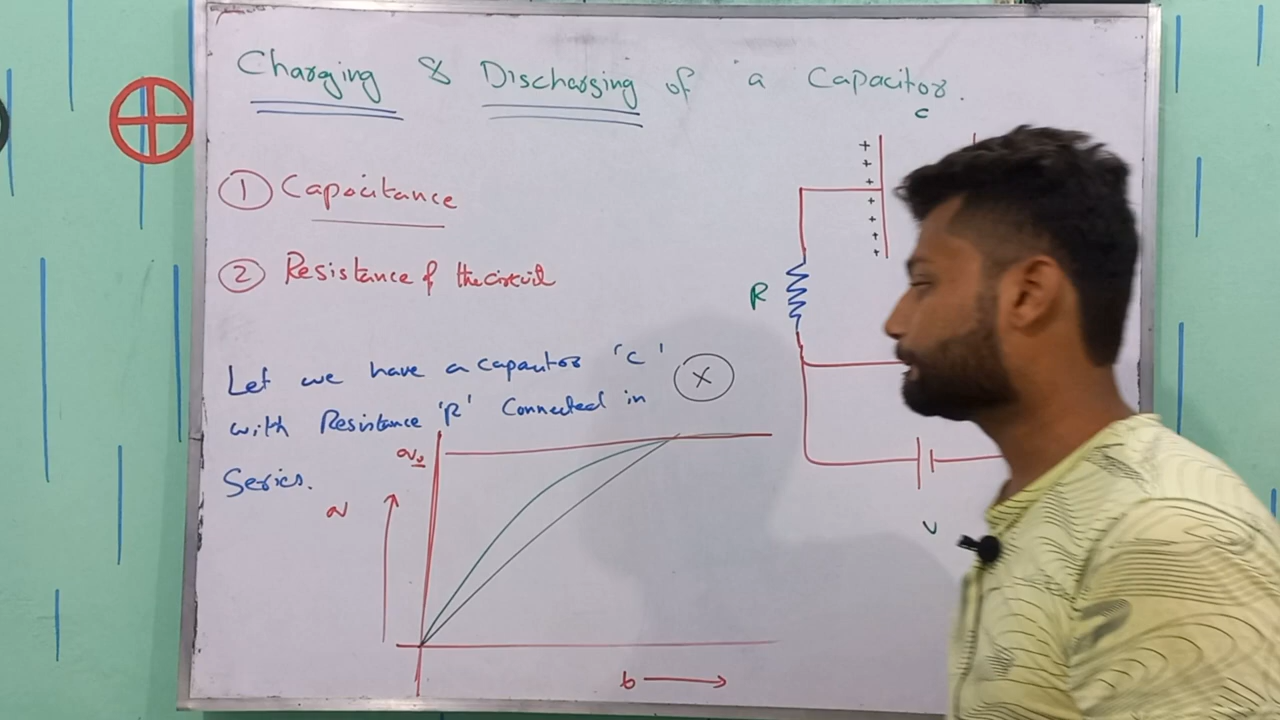 Charging & Discharging of a Capacitor.
① Capacitance
② Resistance of the circuit
Let we have a capacitor 'C'
with Resistance 'R' Connected in
Series.
C
+ + + + + + +
R
V
t